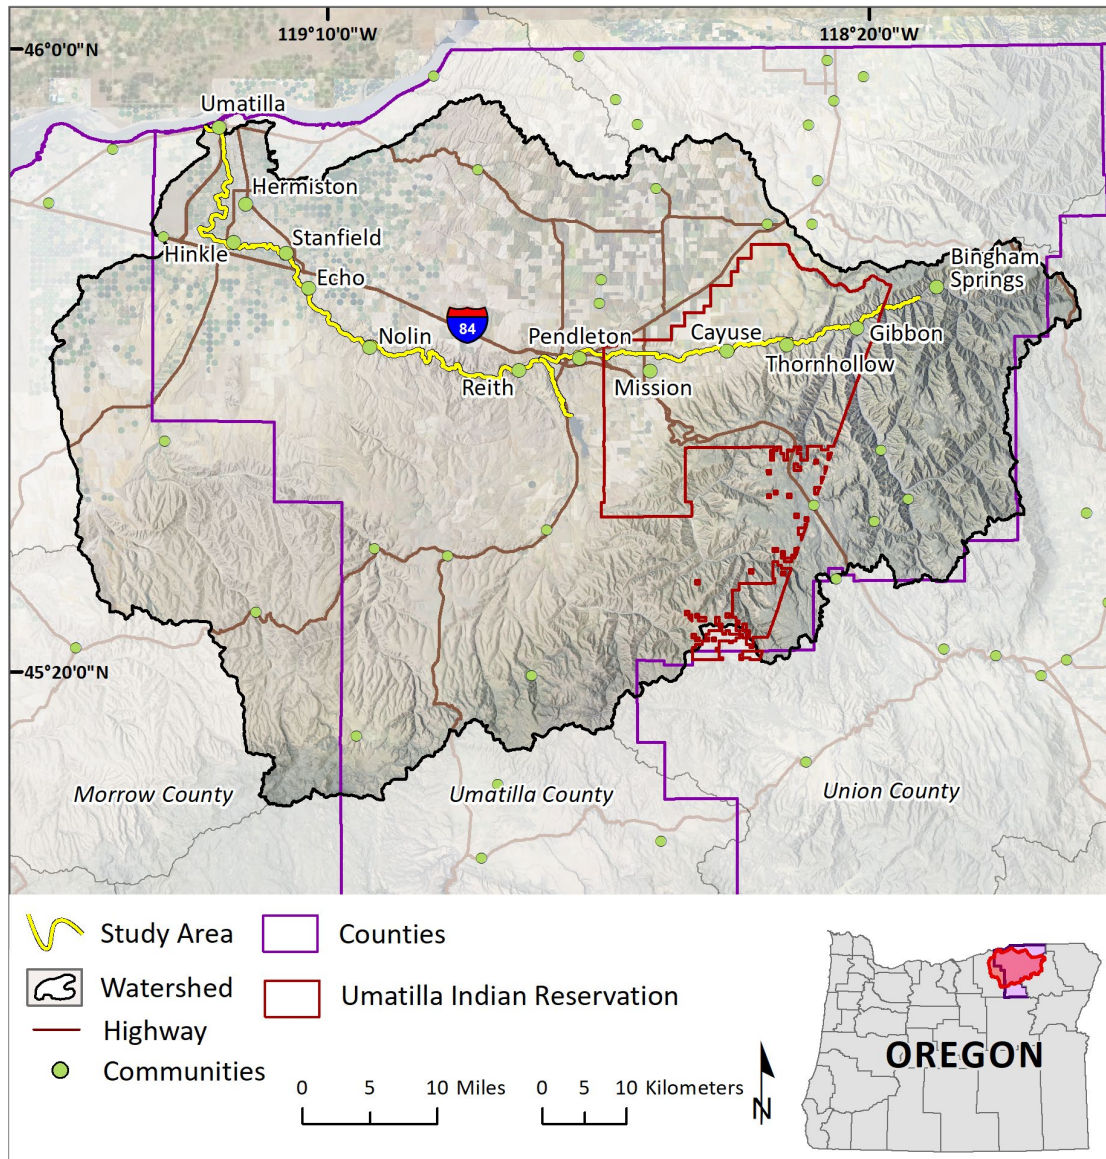 119°10'0"W
118°20'0"W
46°0'0"N
Umatilla
Hermiston
Stanfield
Hinkle
Echo
Bingham
Springs
84
Nolin
Pendleton
Cayuse
Gibbon
Thornhollow
Reith
Mission
45°20'0"N
Morrow County
Umatilla County
Union County
Study Area
Counties
Watershed
Umatilla Indian Reservation
Highway
Communities
0 5 10 Miles
0 5 10 Kilometers
N
OREGON